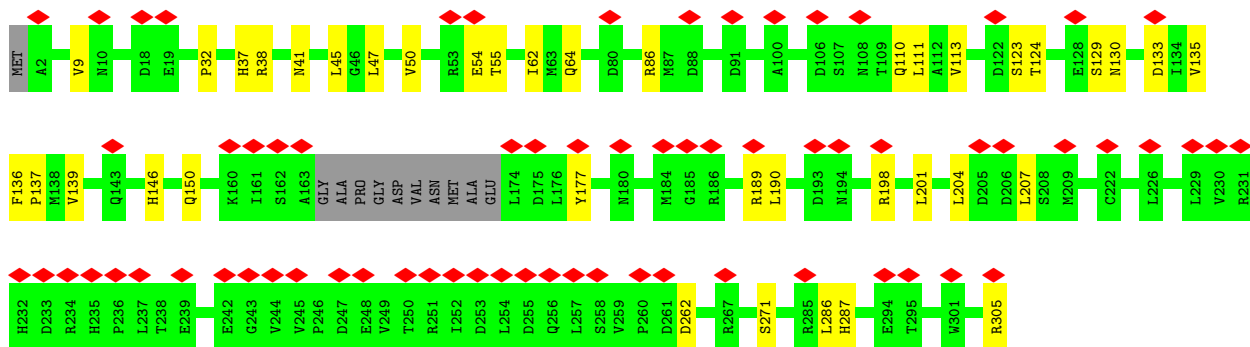 MET A2 V9 N10 D18 E19 P32 H37 R38 N41 L45 G46 L47 V50 R53 E54 T55 I62 M63 Q64 D80 R86 M87 D88 D91 A100 D106 S107 N108 T109 Q110 L111 A112 V113 D122 S123 T124 E128 S129 N130 D133 I134 V135
F136 P137 M138 V139 Q143 H146 Q150 K160 I161 S162 A163 GLY ALA PRO GLY ASP VAL ASN MET ALA GLU L174 D175 L176 Y177 N180 M184 G185 R186 R189 L190 D193 N194 R198 L201 L204 D205 D206 L207 S208 M209 C222 L226 L229 V230 R231
H232 D233 R234 H235 P236 L237 T238 E239 E242 G243 V244 V245 P246 D247 E248 V249 T250 R251 I252 D253 L254 D255 Q256 L257 S258 V259 P260 D261 D262 R267 S271 R285 L286 H287 E294 T295 W301 R305